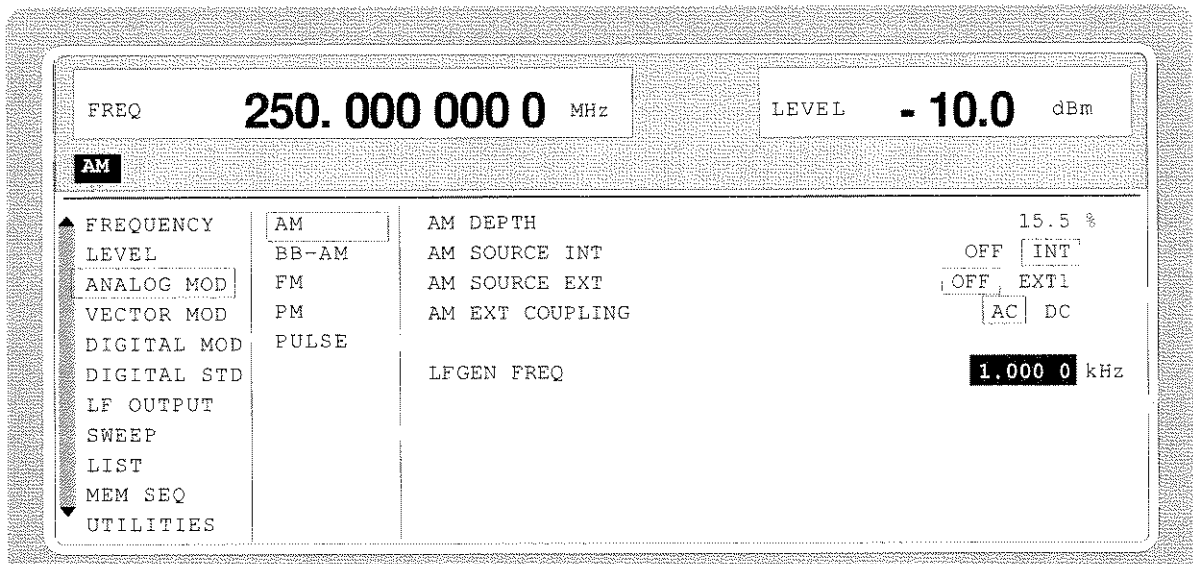 FREQ 250. 000 000 0 MHz LEVEL - 10.0 dBm
AM
FREQUENCY AM AM DEPTH 15.5 %
LEVEL BB-AM AM SOURCE INT OFF INT
ANALOG MOD FM AM SOURCE EXT OFF EXT1
VECTOR MOD PM AM EXT COUPLING AC DC
DIGITAL MOD PULSE
DIGITAL STD LFGEN FREQ 1.000 0 kHz
LF OUTPUT
SWEEP
LIST
MEM SEQ
UTILITIES